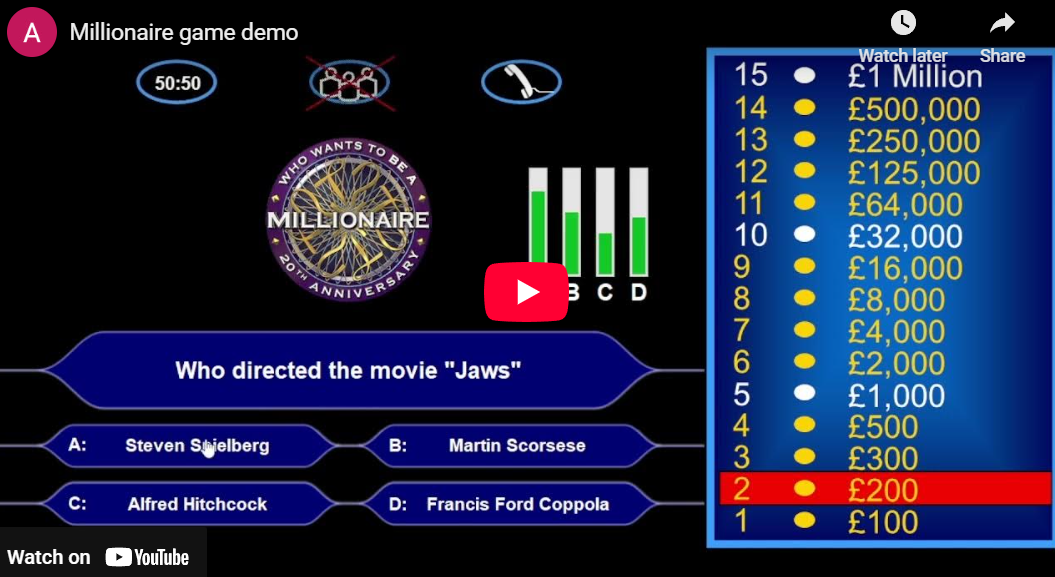 A Millionaire game demo
Watch later
Share
50:50
WHO WANTS TO BE A
MILLIONAIRE
20TH ANNIVERSARY
B C D
Who directed the movie "Jaws"
A: Steven Spielberg
B: Martin Scorsese
C: Alfred Hitchcock
D: Francis Ford Coppola
15 £1 Million
14 £500,000
13 £250,000
12 £125,000
11 £64,000
10 £32,000
9 £16,000
8 £8,000
7 £4,000
6 £2,000
5 £1,000
4 £500
3 £300
2 £200
1 £100
Watch on YouTube